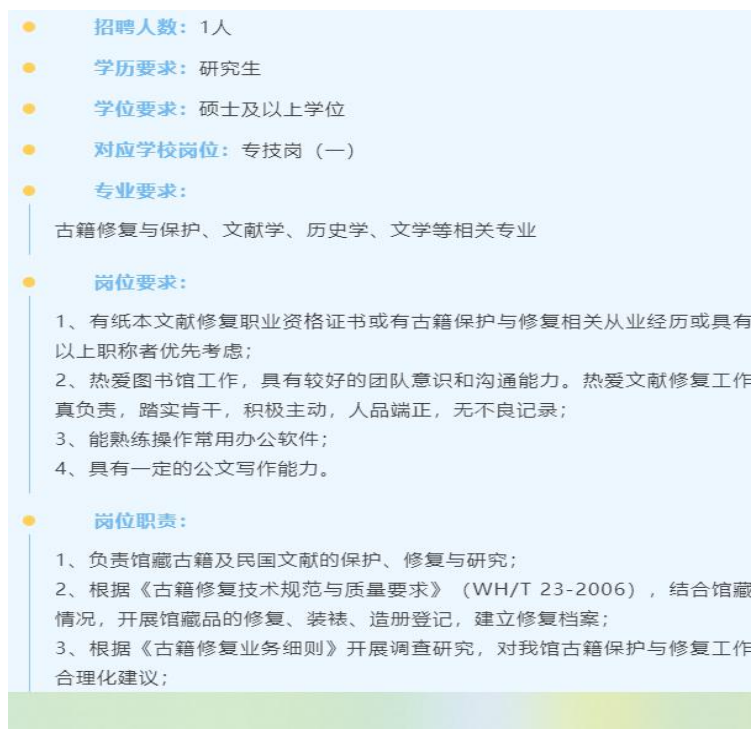 招聘人数：1人
学历要求：研究生
学位要求：硕士及以上学位
对应学校岗位：专技岗（一）
专业要求：
古籍修复与保护、文献学、历史学、文学等相关专业
岗位要求：
1、有纸本文献修复职业资格证书或有古籍保护与修复相关从业经历或具有
以上职称者优先考虑；
2、热爱图书馆工作，具有较好的团队意识和沟通能力。热爱文献修复工作
真负责，踏实肯干，积极主动，人品端正，无不良记录；
3、能熟练操作常用办公软件；
4、具有一定的公文写作能力。
岗位职责：
1、负责馆藏古籍及民国文献的保护、修复与研究；
2、根据《古籍修复技术规范与质量要求》（WH/T 23-2006），结合馆藏
情况，开展馆藏品的修复、装裱、造册登记，建立修复档案；
3、根据《古籍修复业务细则》开展调查研究，对我馆古籍保护与修复工作
合理化建议；